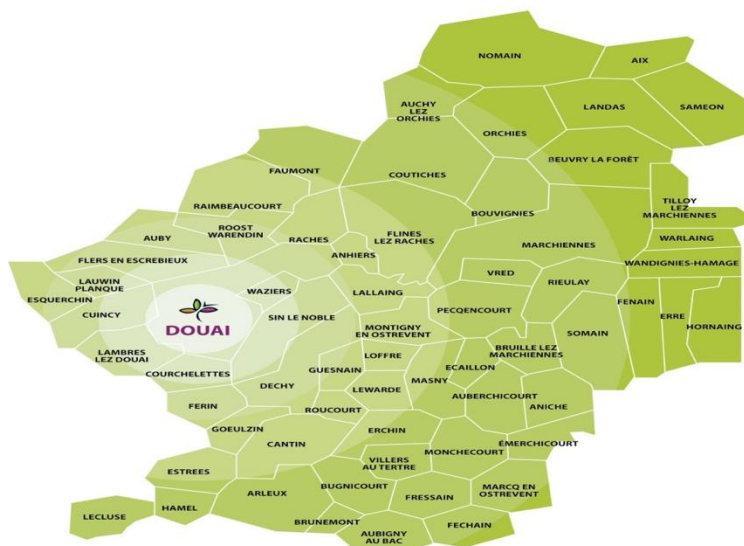 NOMAIN
AIX
AUCHY
LEZ
ORCHIES
LANDAS
SAMEON
ORCHIES
BEUVRY LA FORÊT
FAUMONT
COUTICHES
RAIMBEAUCOURT
TILLOY
LEZ
MARCHIENNES
BOUVIGNIES
ROOST
WARENDIN
AUBY
RACHES
FLINES
LEZ RACHES
MARCHIENNES
WARLAING
ANHIERS
FLERS EN ESCREBIEUX
WANDIGNIES-HAMAGE
VRED
RIEULAY
LAUWIN
PLANQUE
WAZIERS
LALLAING
ESQUERCHIN
FENAIN
CUINCY
SIN LE NOBLE
PECQENCOURT
ERRE
HORNAING
DOUAI
MONTIGNY
EN OSTREVENT
SOMAIN
BRUILLE LEZ
MARCHIENNES
LAMBRES
LEZ DOUAI
LOFFRE
GUESNAIN
ECAILLON
COURCHELETTES
DECHY
MASNY
LEWARDE
AUBERCHICOURT
FERIN
ROUCOURT
ANICHE
GOEULZIN
ERCHIN
CANTIN
ÉMERCHICOURT
MONCHECOURT
VILLERS
AU TERTRE
ESTREES
BUGNICOURT
MARCQ EN
OSTREVENT
ARLEUX
FRESSAIN
HAMEL
LECLUSE
BRUNEMONT
FECHAIN
AUBIGNY
AU BAC